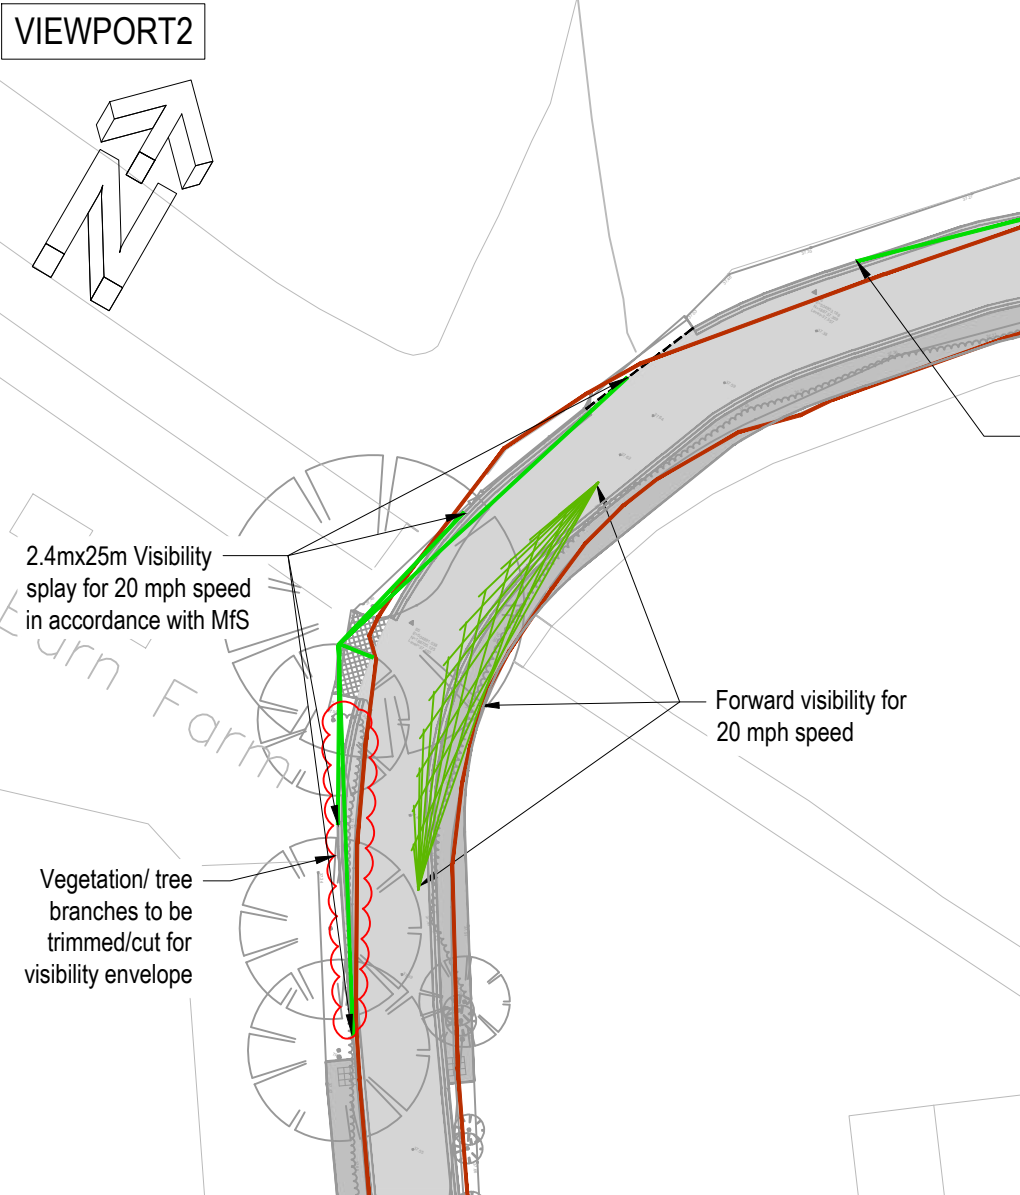 VIEWPORT2
N
2.4mx25m Visibility
splay for 20 mph speed
in accordance with MfS
Farm
Forward visibility for
20 mph speed
Vegetation/ tree
branches to be
trimmed/cut for
visibility envelope